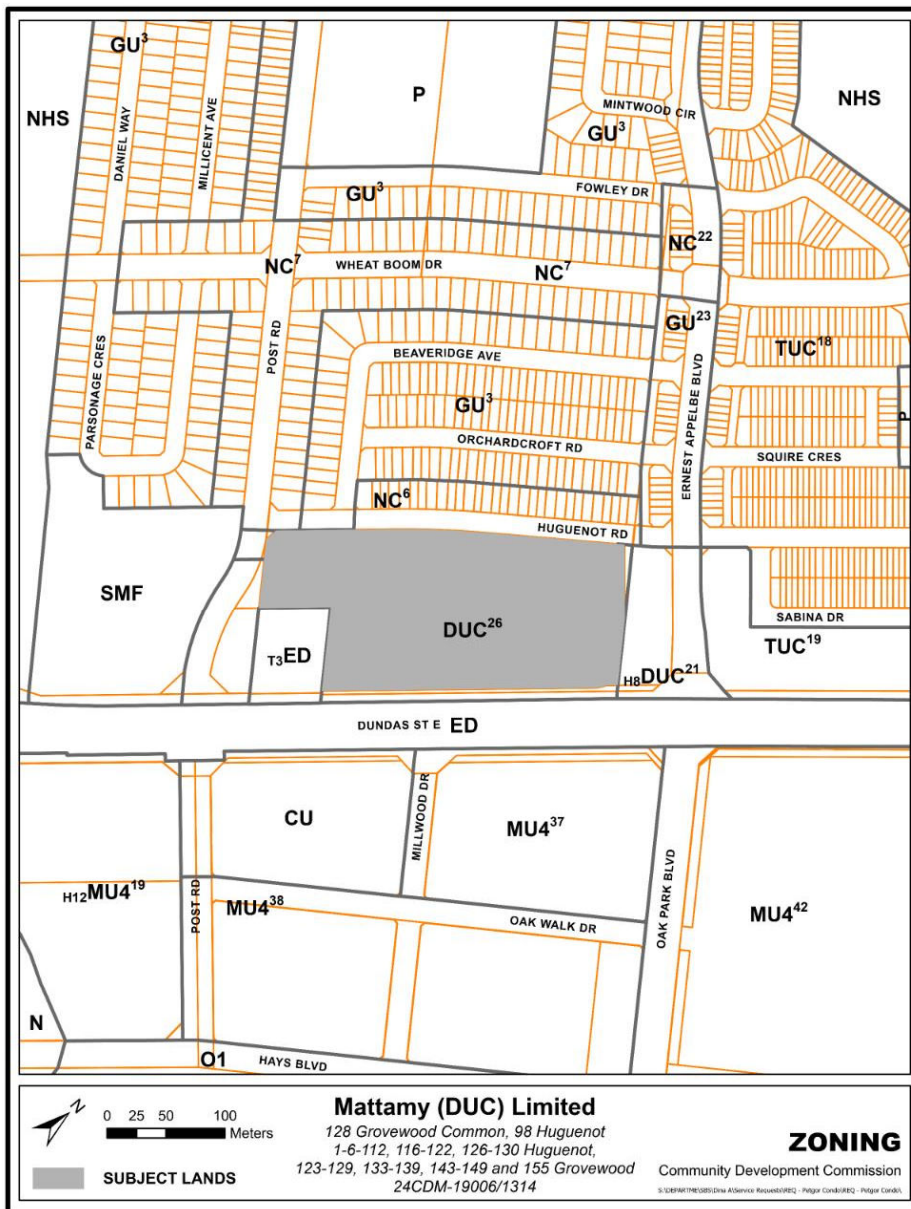 GU3
P
NHS
NHS
DANIEL WAY
MILLICENT AVE
MINTWOOD CIR
GU3
GU3
FOWLEY DR
NC22
NC7
WHEAT BOOM DR
NC7
POST RD
GU23
TUC18
BEAVERIDGE AVE
PARSONAGE CRES
GU3
P
ORCHARDCROFT RD
ERNEST APPELBE BLVD
SQUIRE CRES
NC6
HUGUENOT RD
SMF
SABINA DR
DUC26
T3ED
TUC19
H8DUC21
DUNDAS ST E ED
CU
MILLWOOD DR
MU437
H12MU419
POST RD
MU438
OAK WALK DR
OAK PARK BLVD
MU442
N
O1
HAYS BLVD
N
0 25 50 100
Meters
SUBJECT LANDS
Mattamy (DUC) Limited
128 Grovewood Common, 98 Huguenot
1-6-112, 116-122, 126-130 Huguenot,
123-129, 133-139, 143-149 and 155 Grovewood
24CDM-19006/1314
ZONING
Community Development Commission